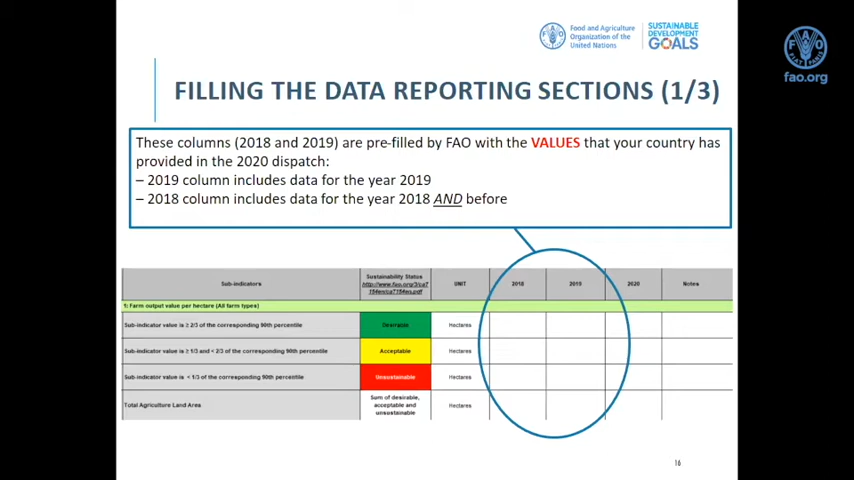 Food and Agriculture
Organization of the
United Nations
SUSTAINABLE
DEVELOPMENT
GOALS
FAO
FIAT PANIS
fao.org
FILLING THE DATA REPORTING SECTIONS (1/3)
These columns (2018 and 2019) are pre-filled by FAO with the VALUES that your country has
provided in the 2020 dispatch:
– 2019 column includes data for the year 2019
– 2018 column includes data for the year 2018 AND before
Sub-indicators
Sustainability Status
http://www.fao.org/3/ca7
154en/ca7154en.pdf
UNIT
2018
2019
2020
Notes
1: Farm output value per hectare (All farm types)
Sub-indicator value is ≥ 2/3 of the corresponding 90th percentile
Desirable
Hectares
Sub-indicator value is ≥ 1/3 and < 2/3 of the corresponding 90th percentile
Acceptable
Hectares
Sub-indicator value is < 1/3 of the corresponding 90th percentile
Unsustainable
Hectares
Total Agriculture Land Area
Sum of desirable,
acceptable and
unsustainable
Hectares
16